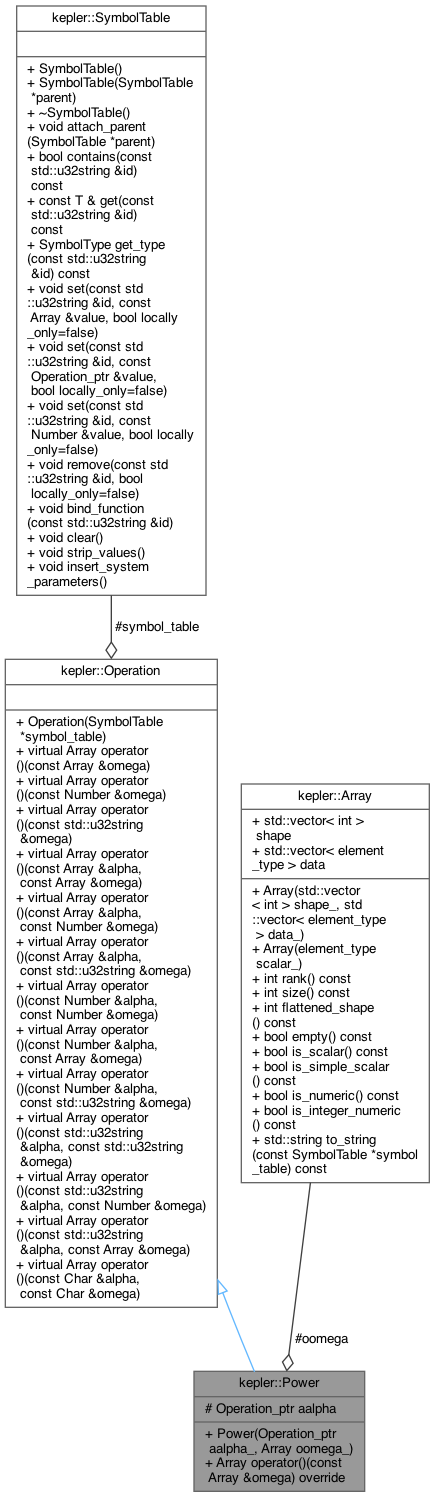 kepler::SymbolTable
+ SymbolTable()
+ SymbolTable(SymbolTable
*parent)
+ ~SymbolTable()
+ void attach_parent
(SymbolTable *parent)
+ bool contains(const
std::u32string &id)
const
+ const T & get(const
std::u32string &id)
const
+ SymbolType get_type
(const std::u32string
&id) const
+ void set(const std
::u32string &id, const
Array &value, bool locally
_only=false)
+ void set(const std
::u32string &id, const
Operation_ptr &value,
bool locally_only=false)
+ void set(const std
::u32string &id, const
Number &value, bool locally
_only=false)
+ void remove(const std
::u32string &id, bool
locally_only=false)
+ void bind_function
(const std::u32string &id)
+ void clear()
+ void strip_values()
+ void insert_system
_parameters()
#symbol_table
kepler::Operation
+ Operation(SymbolTable
*symbol_table)
+ virtual Array operator
()(const Array &omega)
+ virtual Array operator
()(const Number &omega)
+ virtual Array operator
()(const std::u32string
&omega)
+ virtual Array operator
()(const Array &alpha,
const Array &omega)
+ virtual Array operator
()(const Array &alpha,
const Number &omega)
+ virtual Array operator
()(const Array &alpha,
const std::u32string &omega)
+ virtual Array operator
()(const Number &alpha,
const Number &omega)
+ virtual Array operator
()(const Number &alpha,
const Array &omega)
+ virtual Array operator
()(const Number &alpha,
const std::u32string &omega)
+ virtual Array operator
()(const std::u32string
&alpha, const std::u32string
&omega)
+ virtual Array operator
()(const std::u32string
&alpha, const Number &omega)
+ virtual Array operator
()(const std::u32string
&alpha, const Array &omega)
+ virtual Array operator
()(const Char &alpha,
const Char &omega)
kepler::Array
+ std::vector< int >
shape
+ std::vector< element
_type > data
+ Array(std::vector
< int > shape_, std
::vector< element_type
> data_)
+ Array(element_type
scalar_)
+ int rank() const
+ int size() const
+ int flattened_shape
() const
+ bool empty() const
+ bool is_scalar() const
+ bool is_simple_scalar
() const
+ bool is_numeric() const
+ bool is_integer_numeric
() const
+ std::string to_string
(const SymbolTable *symbol
_table) const
#oomega
kepler::Power
# Operation_ptr aalpha
+ Power(Operation_ptr
aalpha_, Array oomega_)
+ Array operator()(const
Array &omega) override